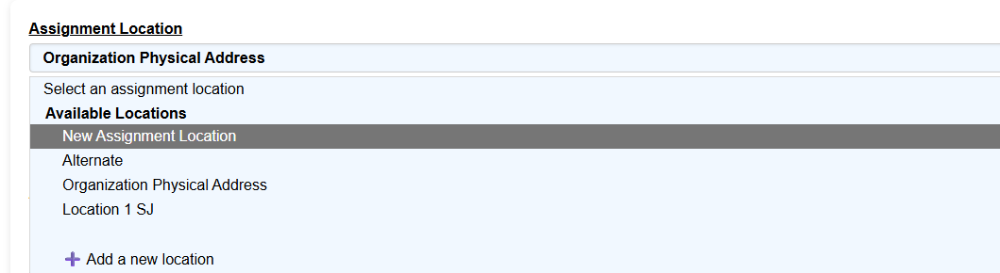 Assignment Location
Organization Physical Address
Select an assignment location
Available Locations
New Assignment Location
Alternate
Organization Physical Address
Location 1 SJ
Add a new location